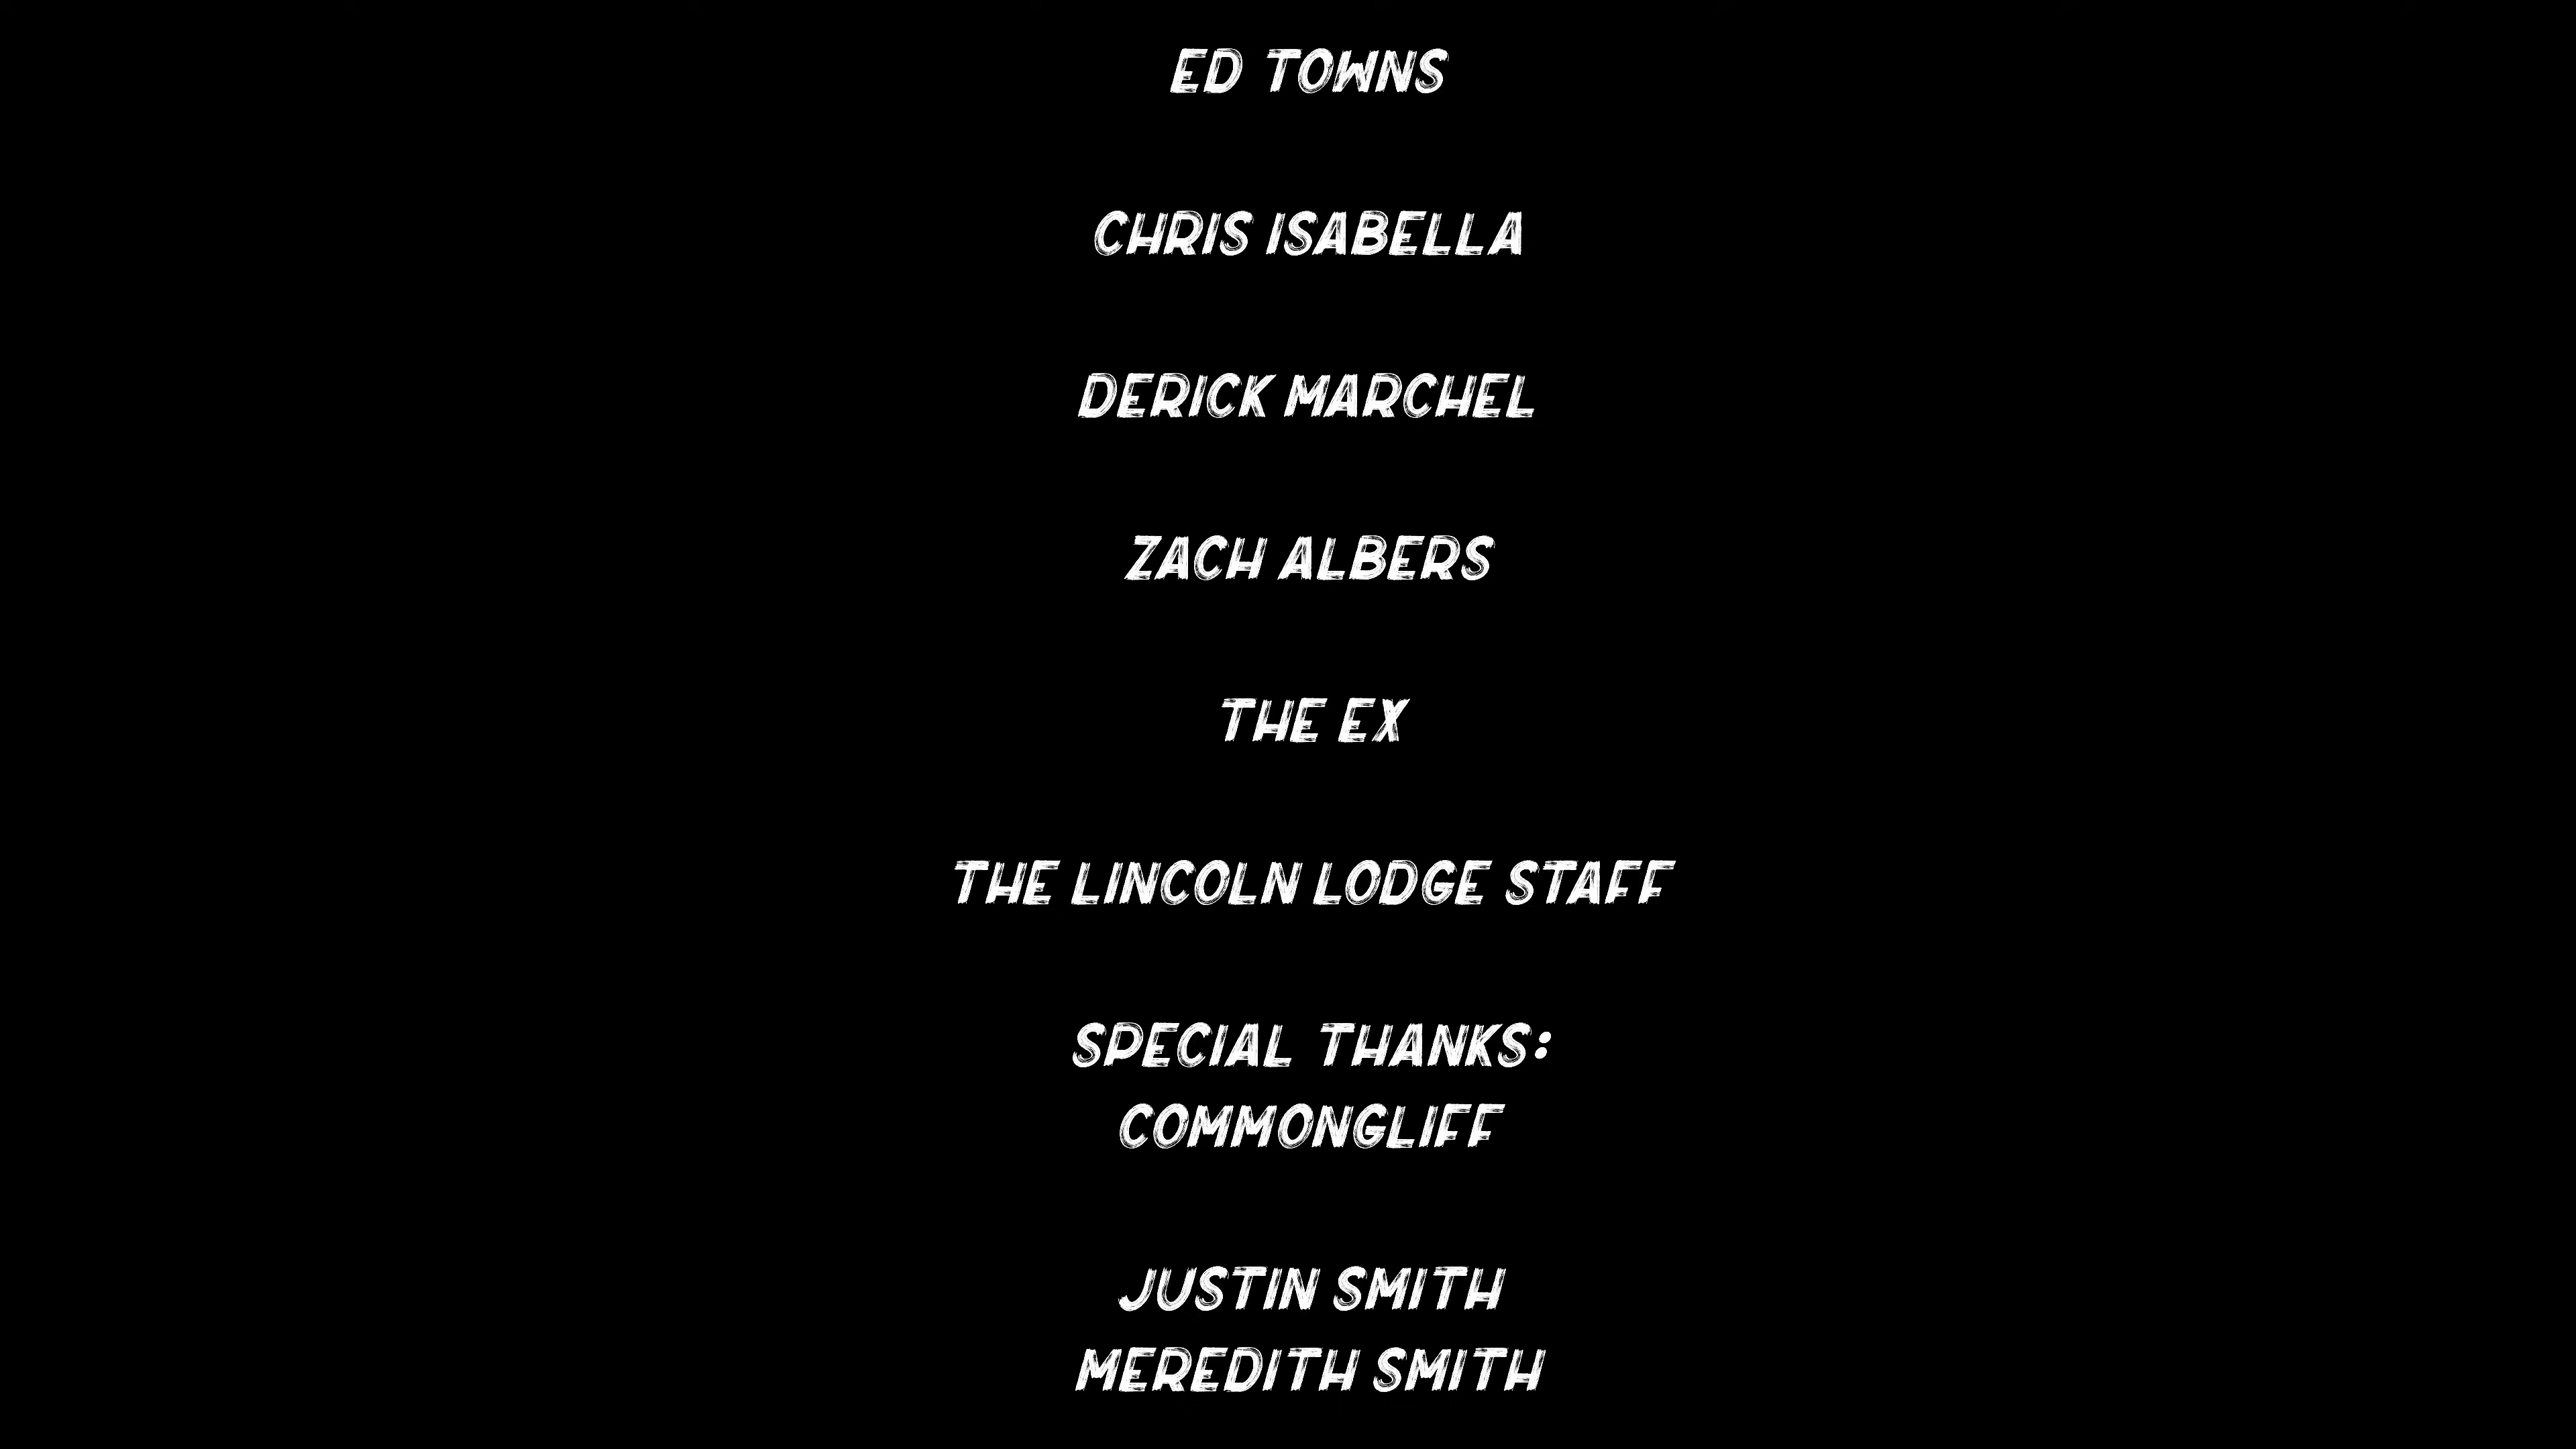 ED TOWNS
CHRIS ISABELLA
DERICK MARCHEL
ZACH ALBERS
THE EX
THE LINCOLN LODGE STAFF
SPECIAL THANKS:
COMMONGLIFF
JUSTIN SMITH
MEREDITH SMITH